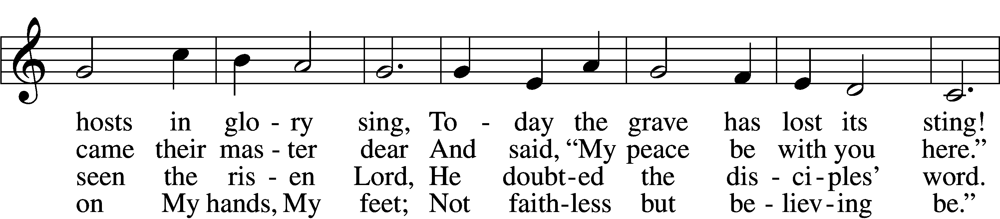 hosts in glo - ry sing, To - day the grave has lost its sting!
came their mas - ter dear And said, “My peace be with you here.”
seen the ris - en Lord, He doubt - ed the dis - ci - ples’ word.
on My hands, My feet; Not faith - less but be - liev - ing be.”